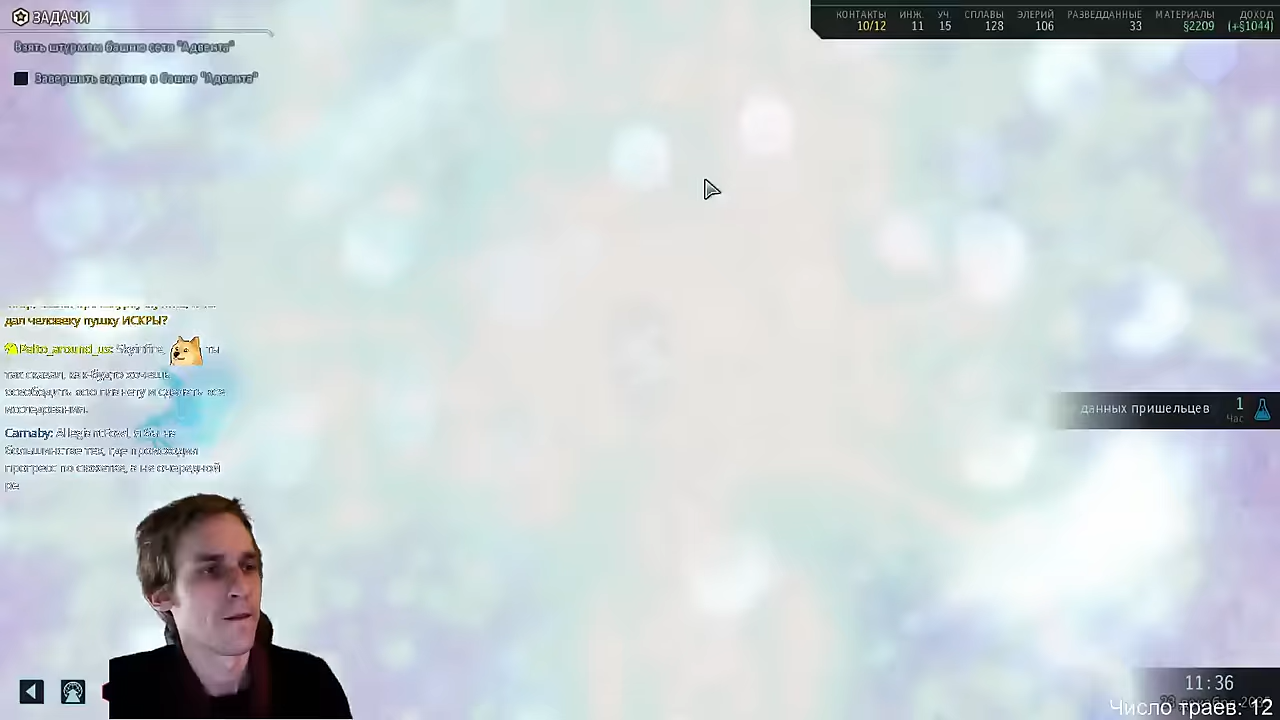 ЗАДАЧИ
Взять штурмом башню сети "Адвента"
Завершить задание в башне "Адвента"
КОНТАКТЫ ИНЖ. УЧ. СПЛАВЫ ЭЛЕРИЙ РАЗВЕДДАННЫЕ МАТЕРИАЛЫ ДОХОД
10/12 11 15 128 106 33 §2209 (+§1044)
дал человеку пушку ИСКРЫ?
ты
так сказал, как будто хочешь
освободить всю планету и сделать все
исследования.
Carnaby:
большинстве тех, где происходил
прогресс по сюжета, а не очередной
ре
данных пришельцев
1
Час
11:36
Число траев: 12